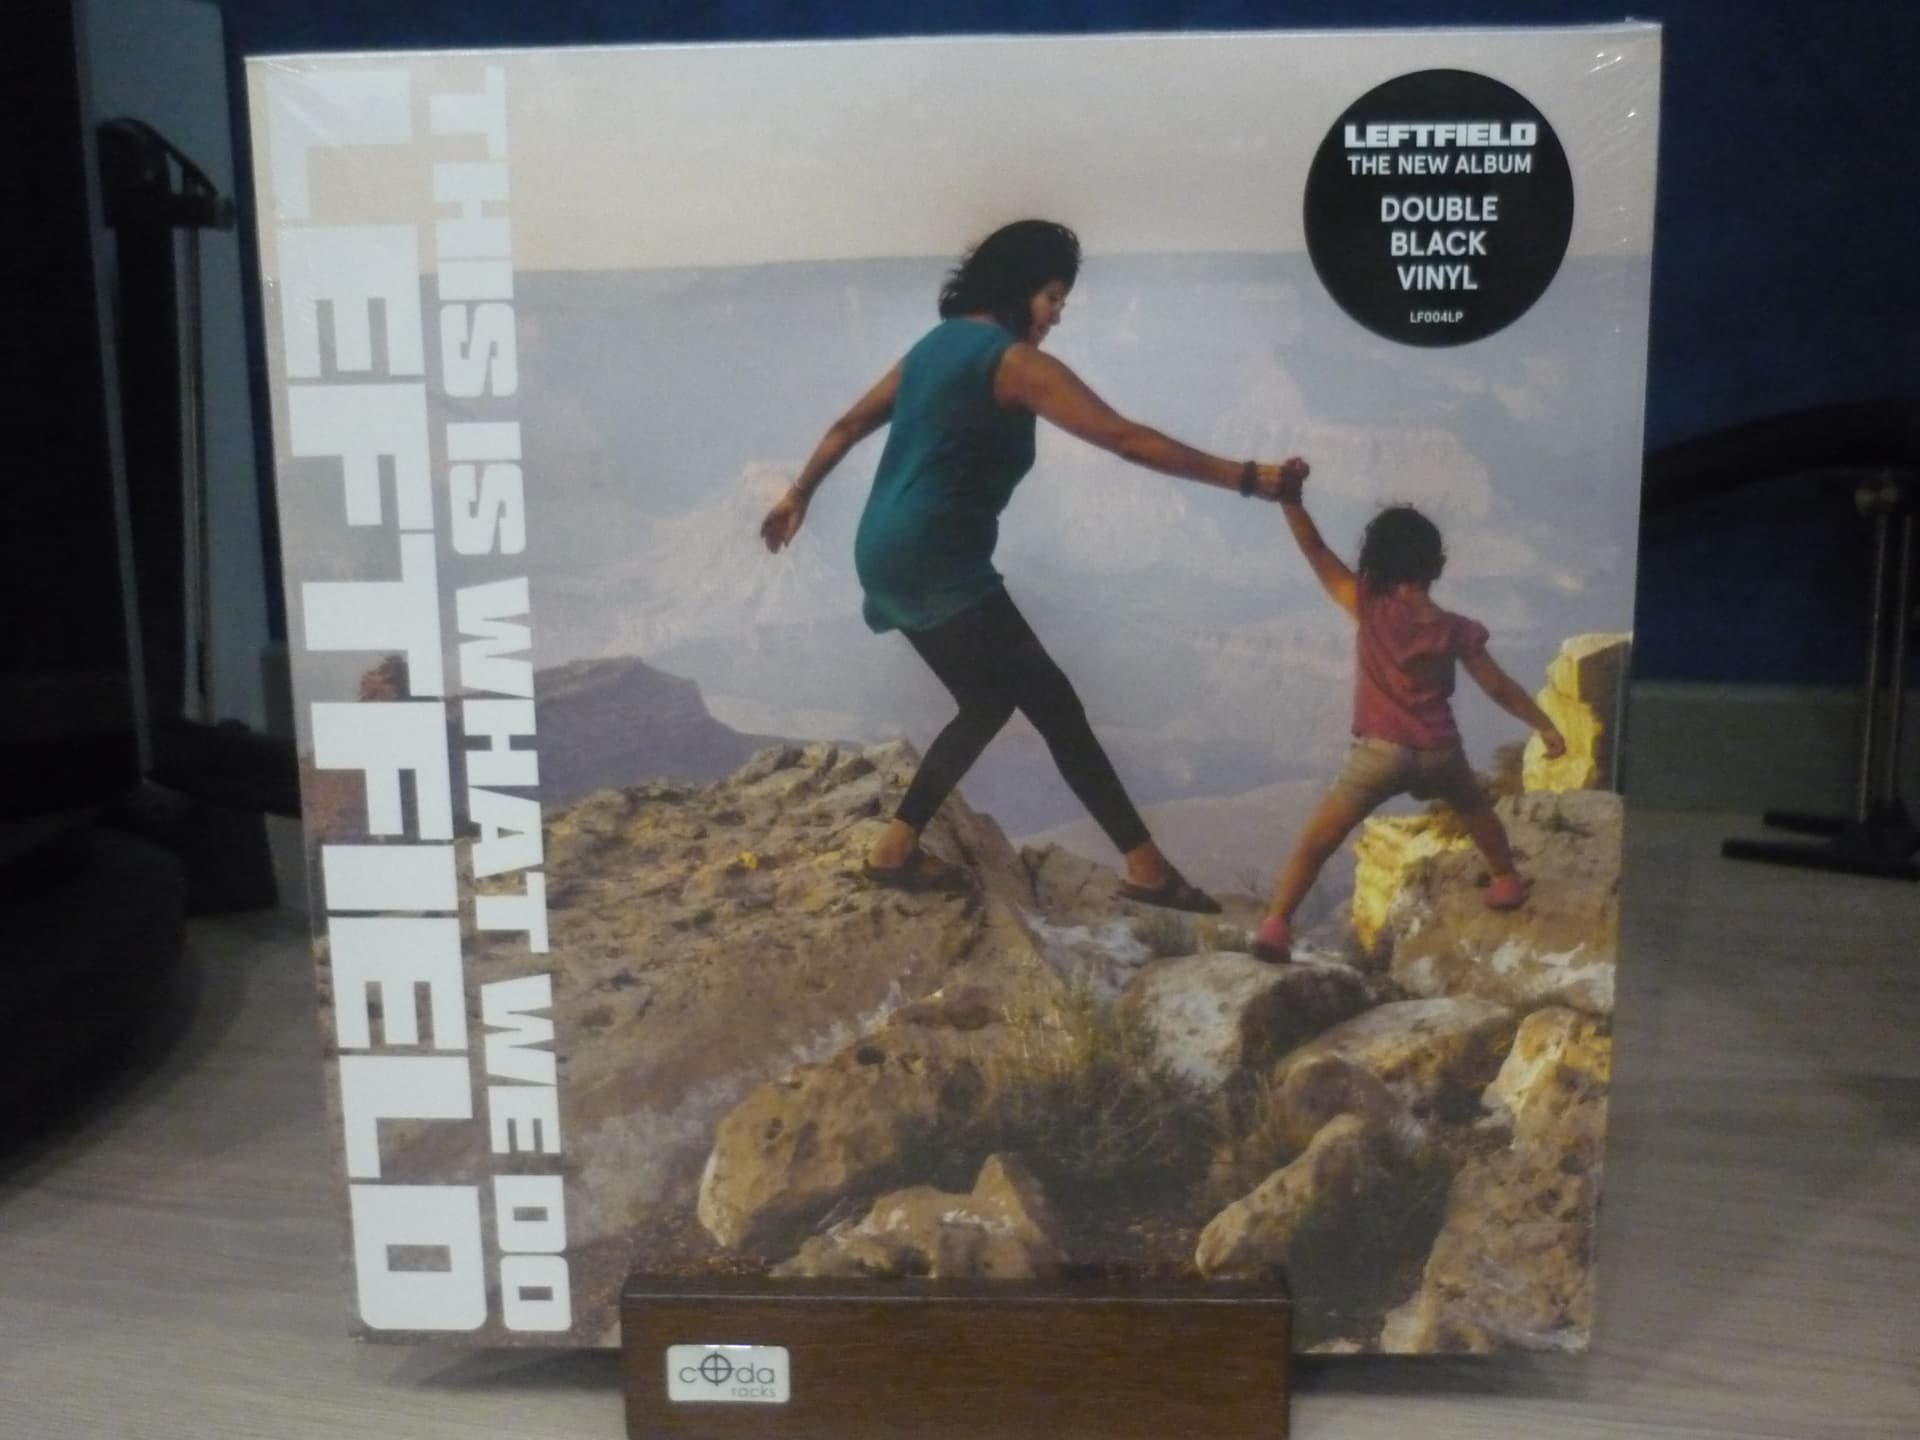 LEFTFIELD
THIS IS WHAT WE DO
LEFTFIELD
THE NEW ALBUM
DOUBLE
BLACK
VINYL
LF004LP
coda
racks